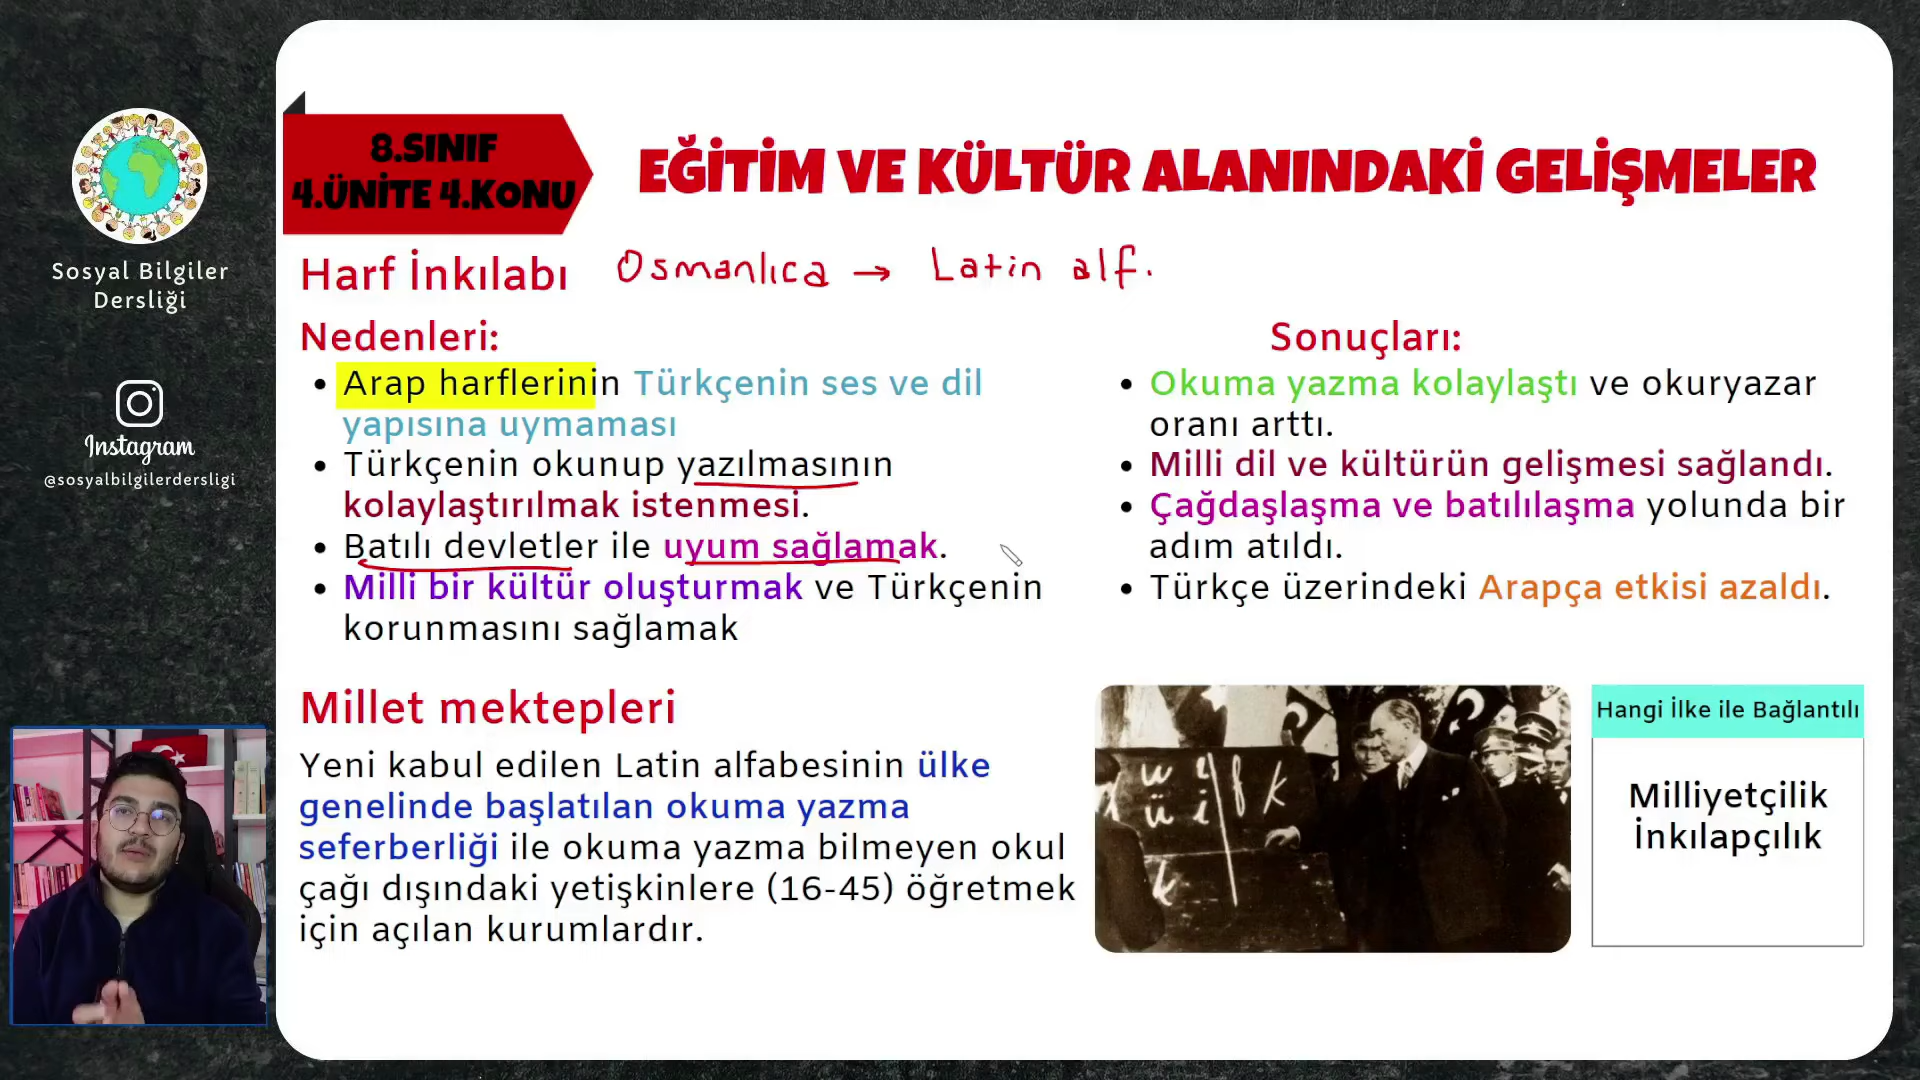 Sosyal Bilgiler
Dersliği
Instagram
@sosyalbilgilerdersligi
8.SINIF
4.ÜNİTE 4.KONU
EĞİTİM VE KÜLTÜR ALANINDAKİ GELİŞMELER
Harf İnkılabı Osmanlıca → Latin alf.
Nedenleri:
• Arap harflerinin Türkçenin ses ve dil
yapısına uymaması
• Türkçenin okunup yazılmasının
kolaylaştırılmak istenmesi.
• Batılı devletler ile uyum sağlamak.
• Milli bir kültür oluşturmak ve Türkçenin
korunmasını sağlamak
Sonuçları:
• Okuma yazma kolaylaştı ve okuryazar
oranı arttı.
• Milli dil ve kültürün gelişmesi sağlandı.
• Çağdaşlaşma ve batılılaşma yolunda bir
adım atıldı.
• Türkçe üzerindeki Arapça etkisi azaldı.
Millet mektepleri
Yeni kabul edilen Latin alfabesinin ülke
genelinde başlatılan okuma yazma
seferberliği ile okuma yazma bilmeyen okul
çağı dışındaki yetişkinlere (16-45) öğretmek
için açılan kurumlardır.
Hangi İlke ile Bağlantılı
Milliyetçilik
İnkılapçılık